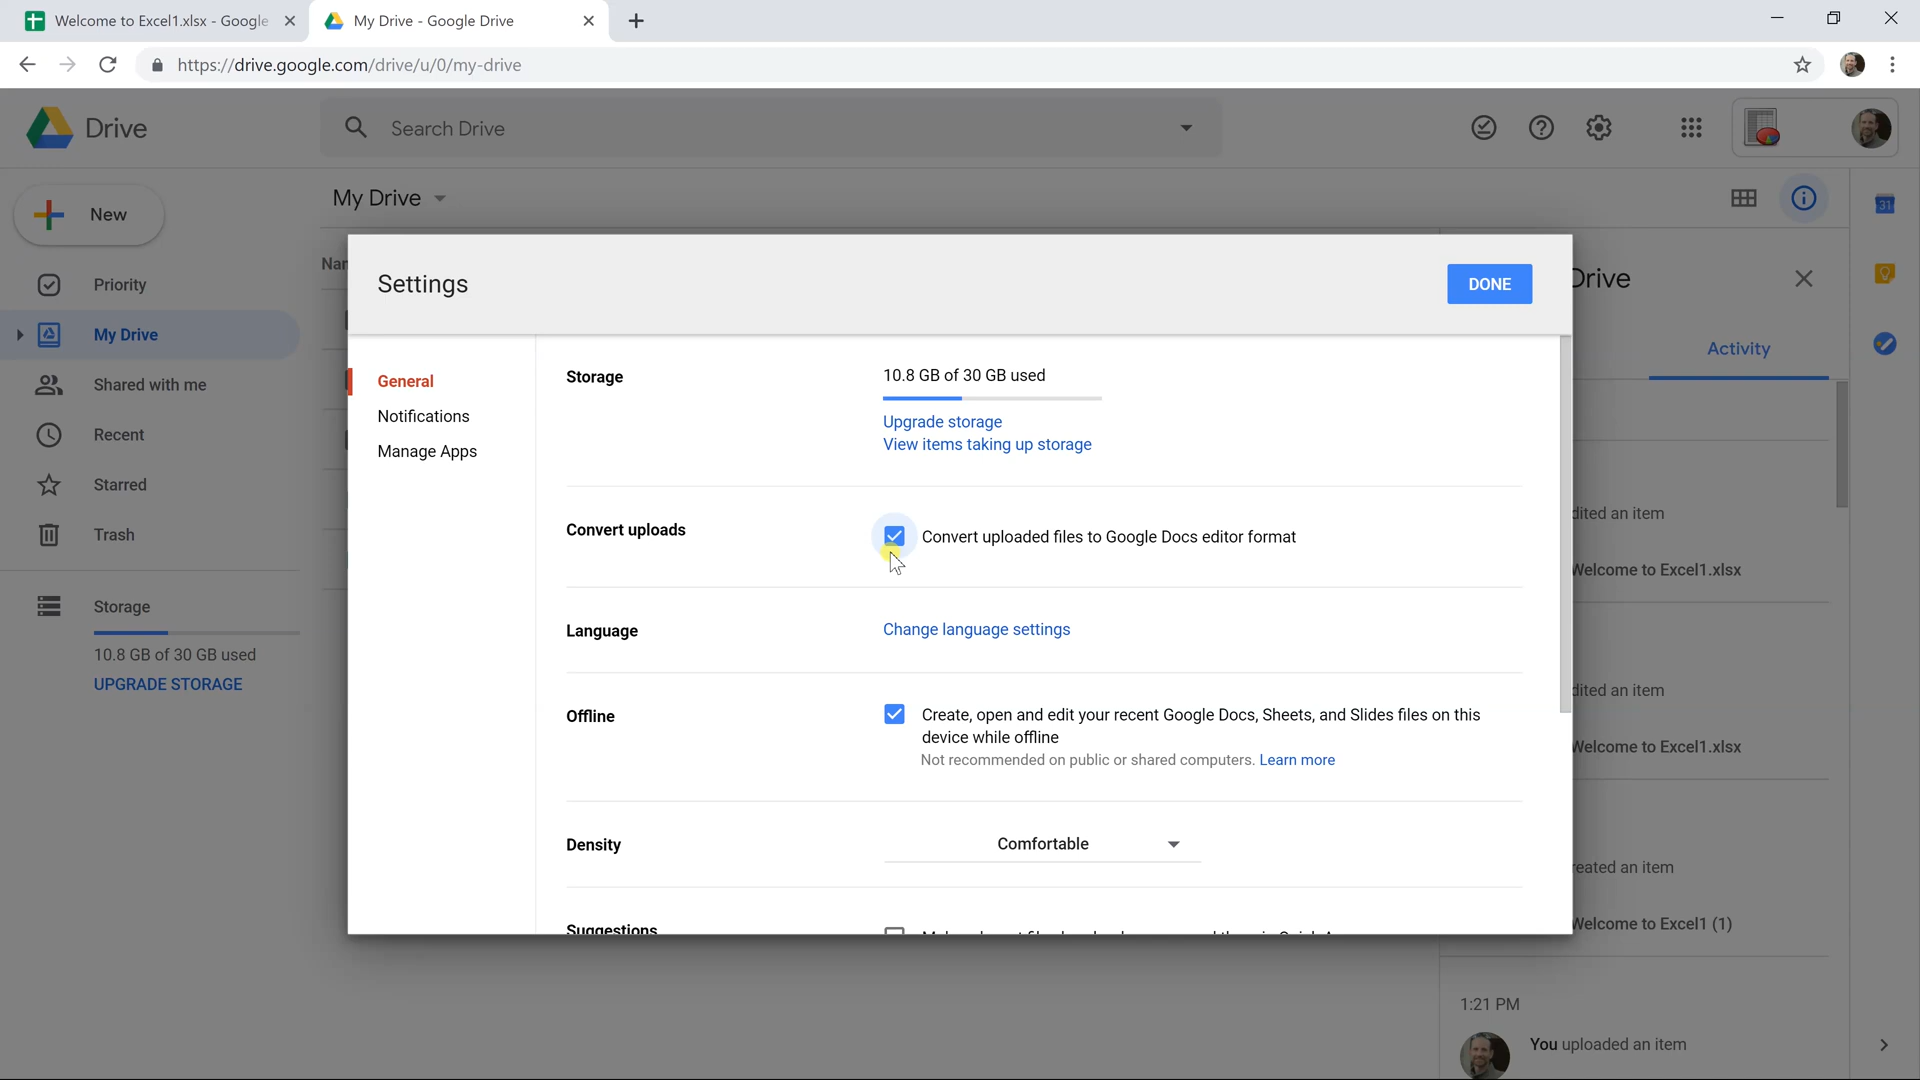 Welcome to Excel1.xlsx - Google
My Drive - Google Drive
https://drive.google.com/drive/u/0/my-drive
Drive
Search Drive
New
My Drive
Priority
My Drive
Shared with me
Recent
Starred
Trash
Storage
10.8 GB of 30 GB used
UPGRADE STORAGE
Settings
DONE
General
Notifications
Manage Apps
Storage
10.8 GB of 30 GB used
Upgrade storage
View items taking up storage
Convert uploads
Convert uploaded files to Google Docs editor format
Language
Change language settings
Offline
Create, open and edit your recent Google Docs, Sheets, and Slides files on this
device while offline
Not recommended on public or shared computers. Learn more
Density
Comfortable
Suggestions
Drive
Activity
31
dited an item
Welcome to Excel1.xlsx
dited an item
Welcome to Excel1.xlsx
reated an item
Welcome to Excel1 (1)
1:21 PM
You uploaded an item